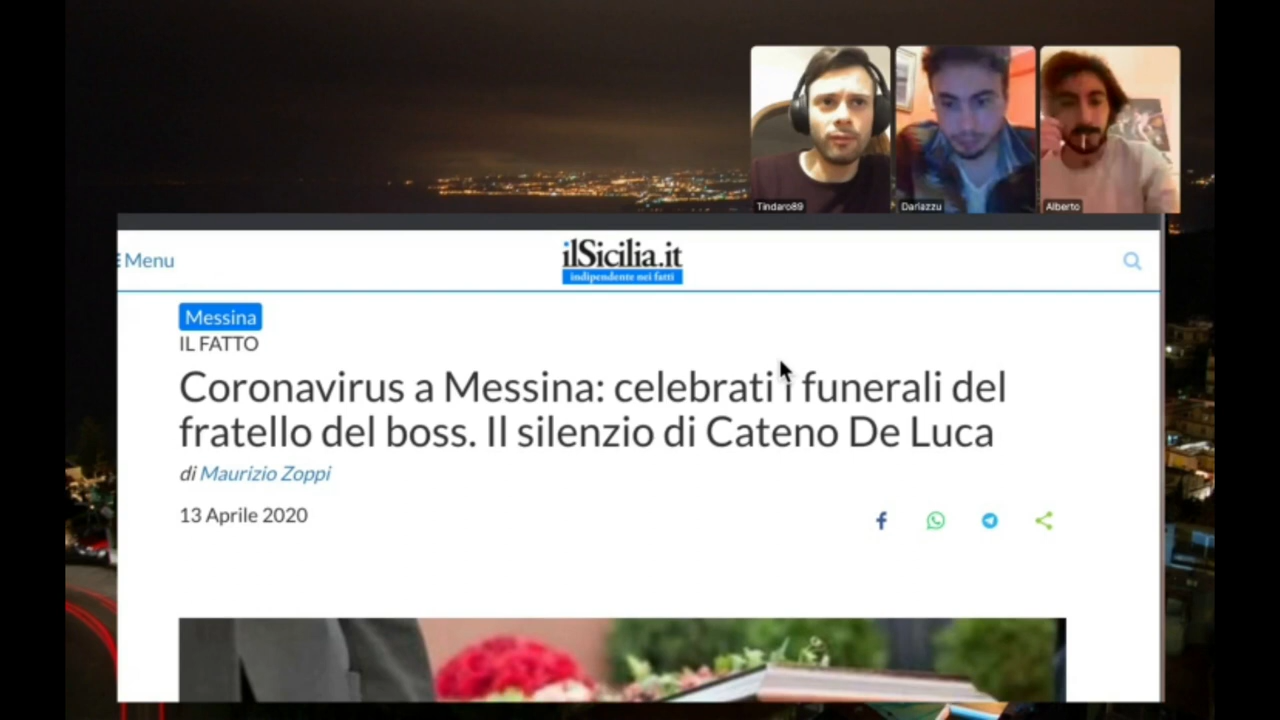 Tindaro89
Dariazzu
Alberto
Menu
ilSicilia.it
indipendente nei fatti
Messina
IL FATTO
Coronavirus a Messina: celebrati i funerali del
fratello del boss. Il silenzio di Cateno De Luca
di Maurizio Zoppi
13 Aprile 2020